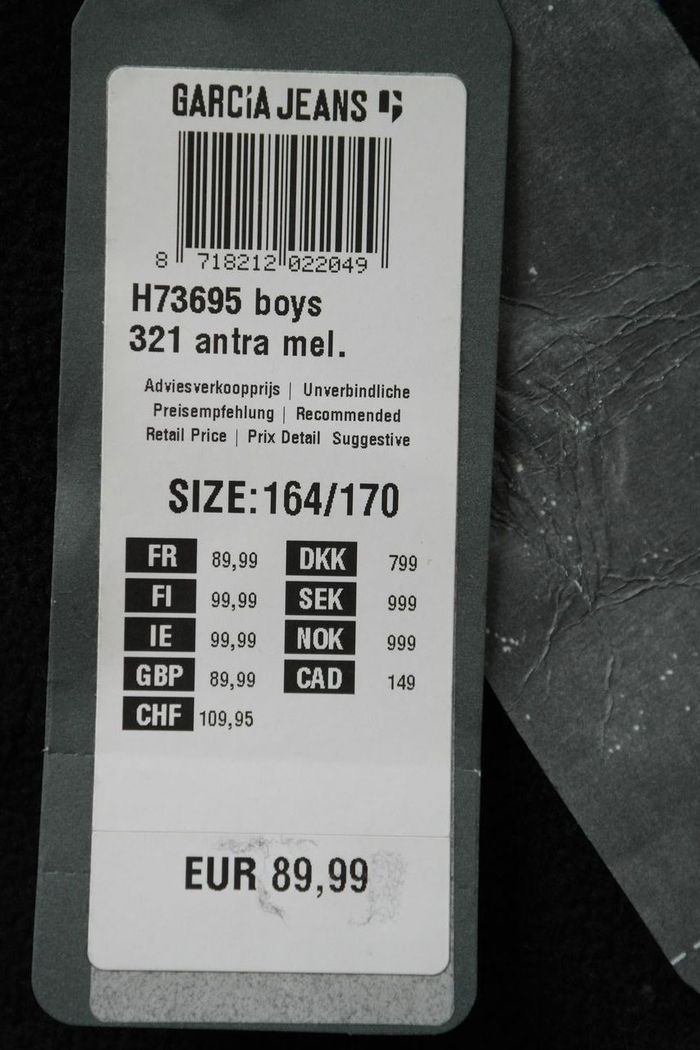 GARCíA JEANS
8 718212 022049
H73695 boys
321 antra mel.
Adviesverkoopprijs | Unverbindliche
Preisempfehlung | Recommended
Retail Price | Prix Detail Suggestive
SIZE:164/170
FR 89,99 DKK 799
FI 99,99 SEK 999
IE 99,99 NOK 999
GBP 89,99 CAD 149
CHF 109,95
EUR 89,99